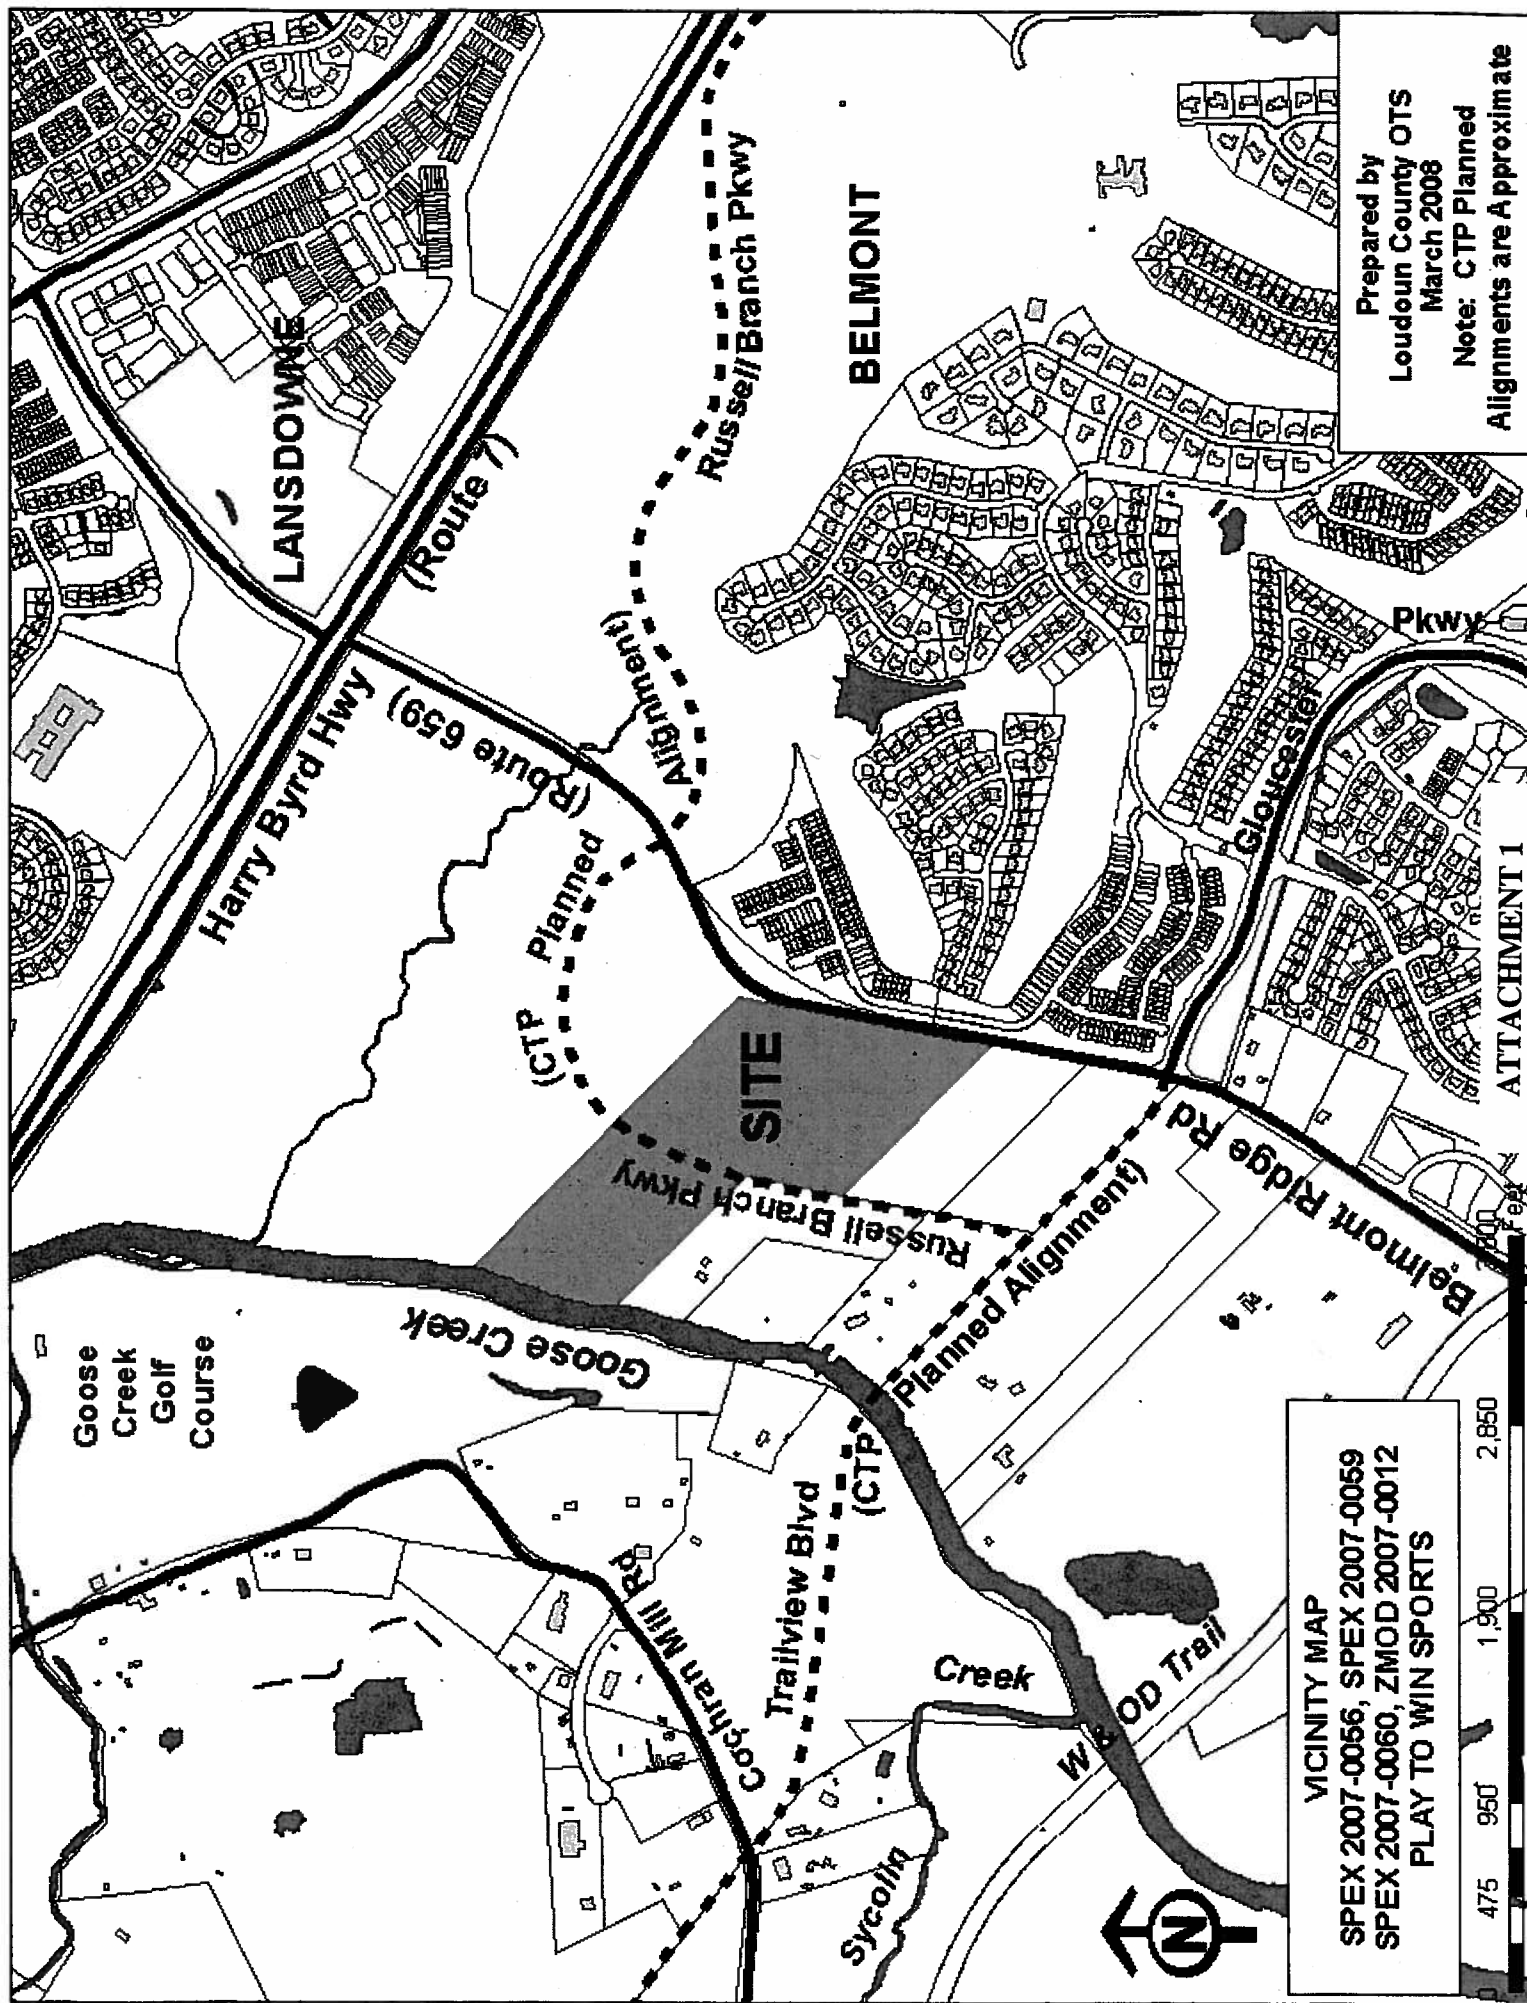 LANSDOWNE
Harry Byrd Hwy
(Route 7)
(Route 659)
Russell Branch Pkwy
(CTP Planned Alignment)
BELMONT
SITE
Goose
Creek
Golf
Course
Goose Creek
Cochran Mill Rd
Trailview Blvd
(CTP Planned Alignment)
Russell Branch Pkwy
Belmont Ridge Rd
Gloucester Pkwy
Sycolin Creek
W & OD Trail
N
VICINITY MAP
SPEX 2007-0056, SPEX 2007-0059
SPEX 2007-0060, ZMOD 2007-0012
PLAY TO WIN SPORTS
0 475 950 1,900 2,850
Feet
ATTACHMENT 1
Prepared by
Loudoun County OTS
March 2008
Note: CTP Planned
Alignments are Approximate